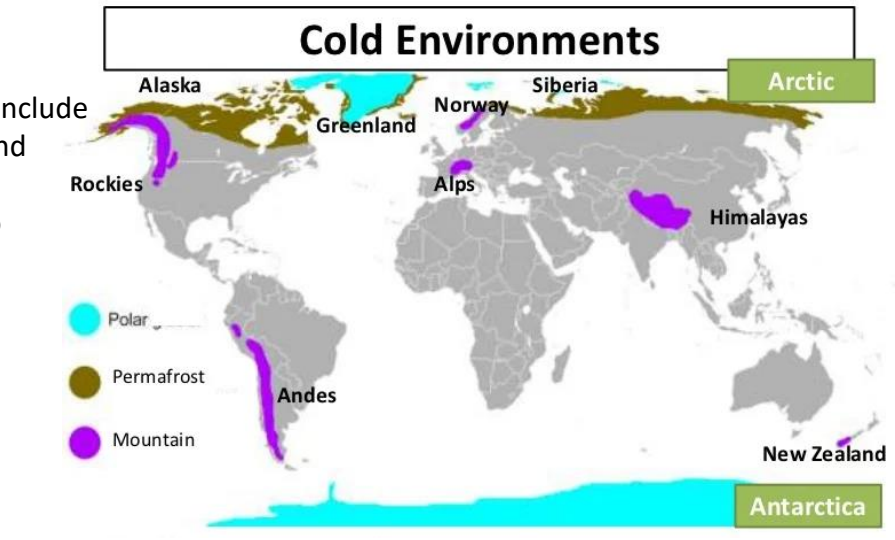 Cold Environments
Arctic
Alaska
Siberia
nclude
Norway
Greenland
nd
Rockies
Alps
Himalayas
Polar
Permafrost
Andes
Mountain
New Zealand
Antarctica